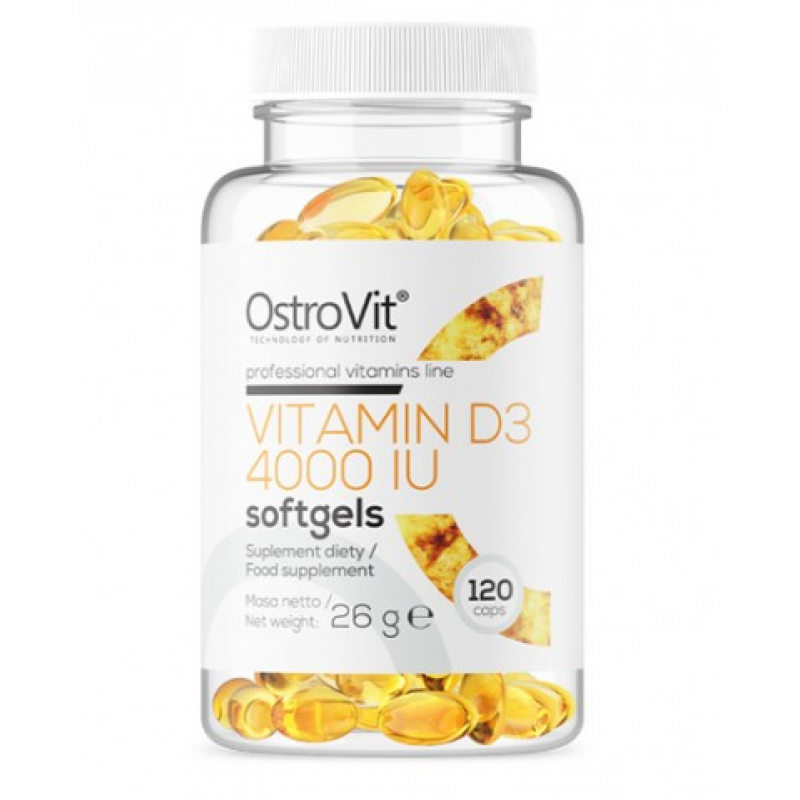 OstroVit®
TECHNOLOGY OF NUTRITION
professional vitamins line
VITAMIN D3
4000 IU
softgels
Suplement diety /
Food supplement
120
caps
Masa netto /
Net weight: 26 g ℮